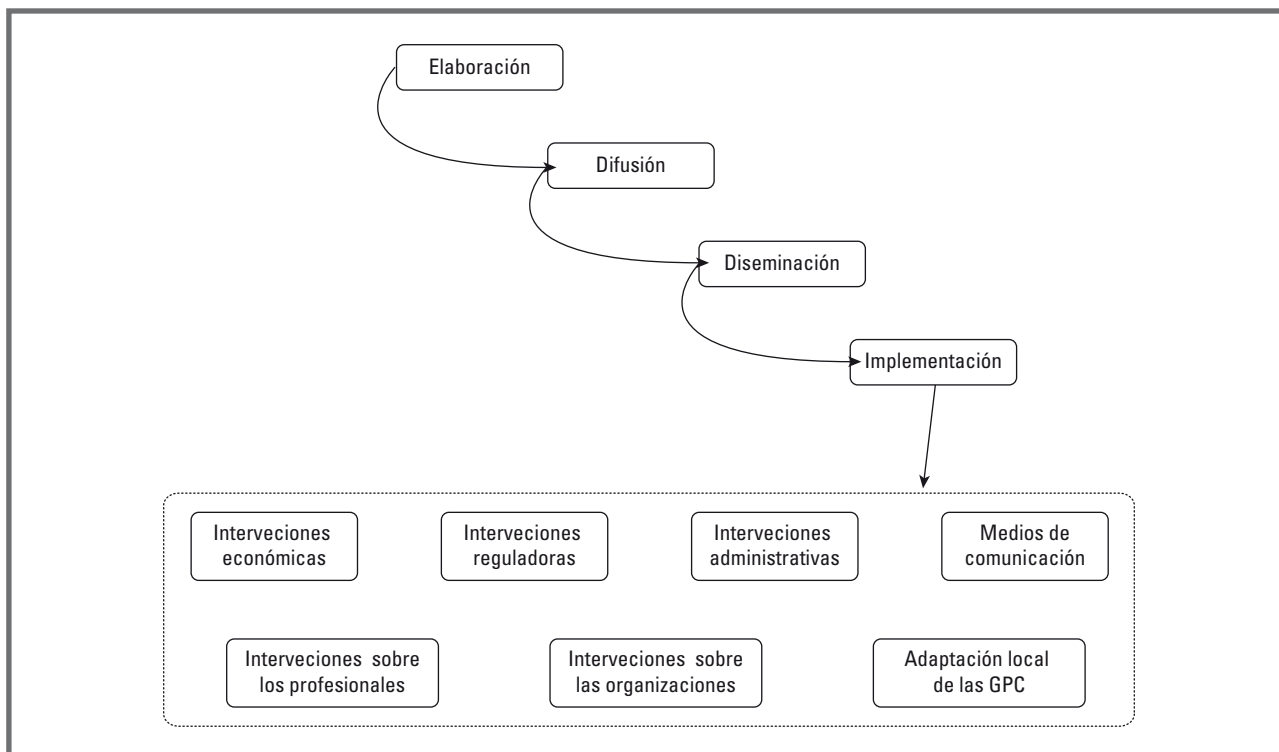 Elaboración
Difusión
Diseminación
Implementación
Interveciones
económicas
Interveciones
reguladoras
Interveciones
administrativas
Medios de
comunicación
Interveciones sobre
los profesionales
Interveciones sobre
las organizaciones
Adaptación local
de las GPC